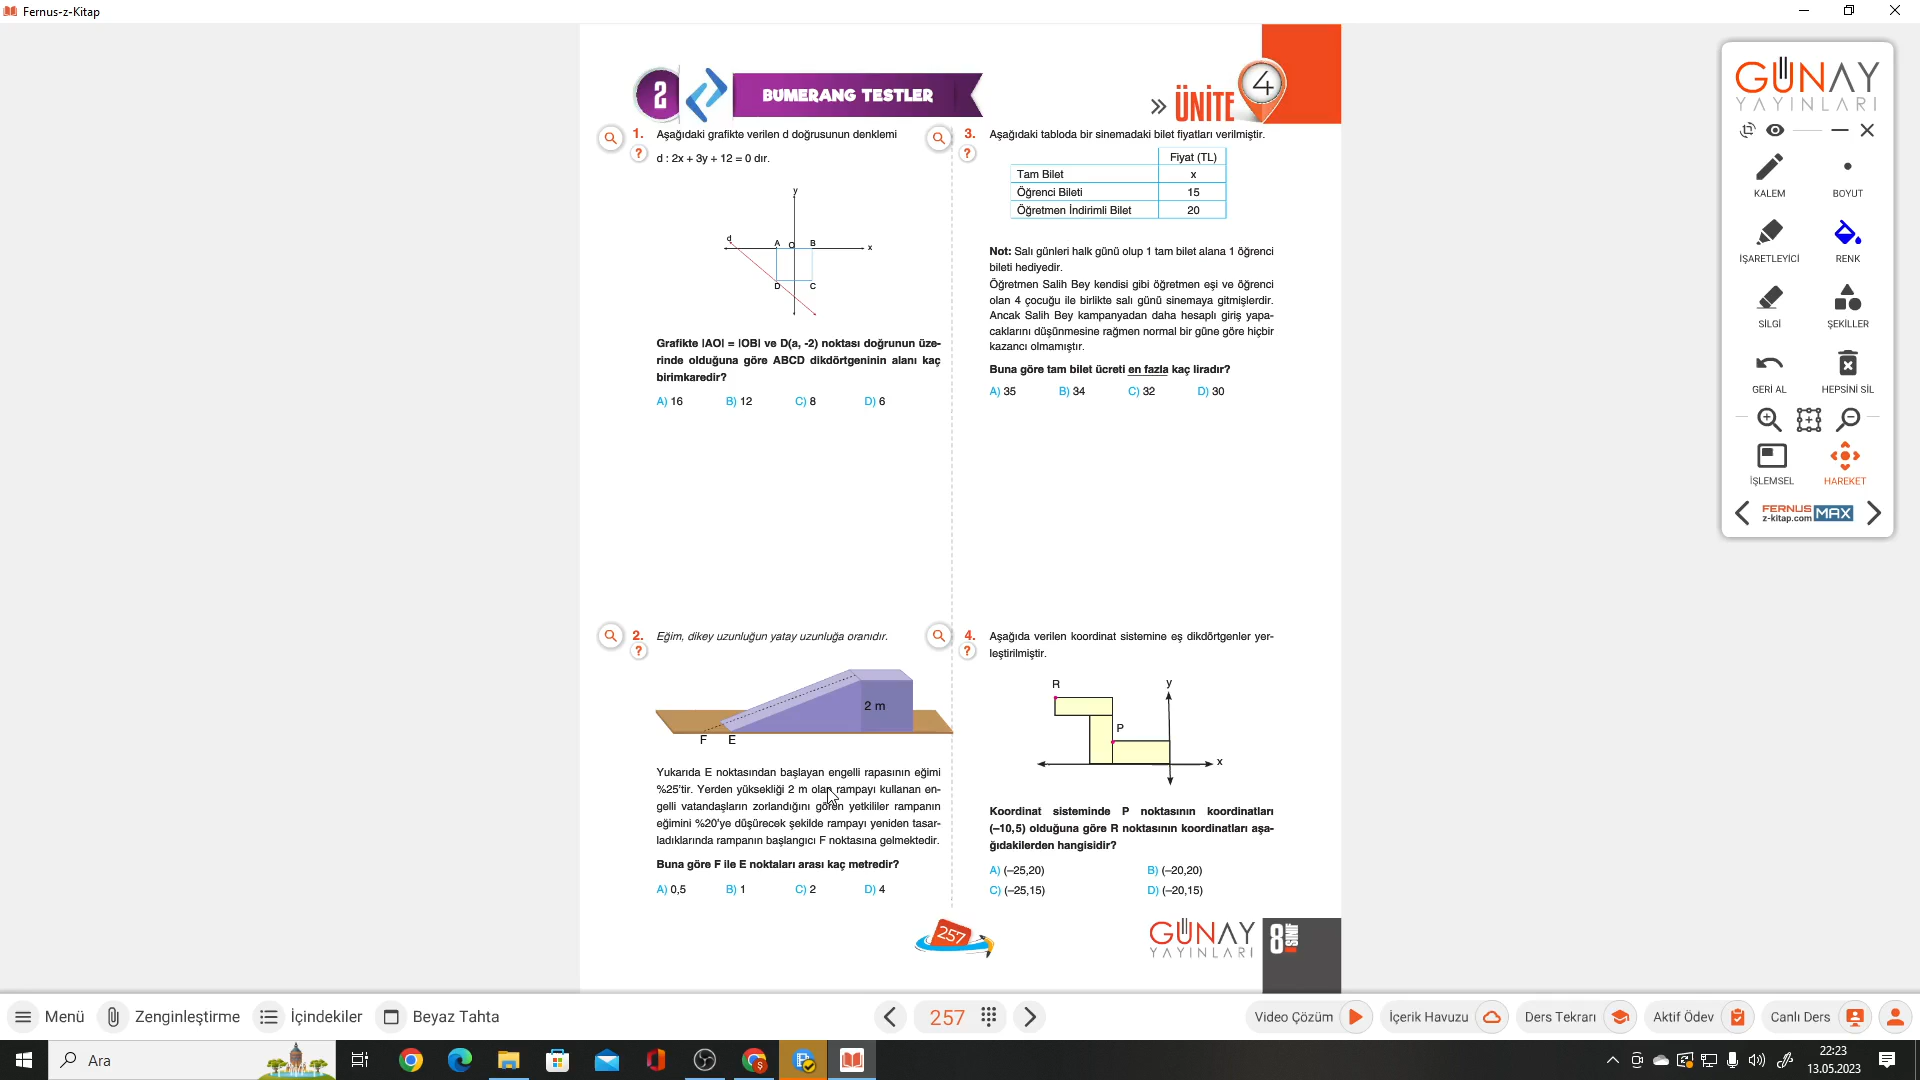 Fernus-z-Kitap
2
BUMERANG TESTLER
ÜNİTE
4
1.
Aşağıdaki grafikte verilen d doğrusunun denklemi
?
d : 2x + 3y + 12 = 0 dır.
y
d
A
O
B
x
D
C
Grafikte |AO| = |OB| ve D(a, -2) noktası doğrunun üze-
rinde olduğuna göre ABCD dikdörtgeninin alanı kaç
birimkaredir?
A) 16 B) 12 C) 8 D) 6
2.
Eğim, dikey uzunluğun yatay uzunluğa oranıdır.
?
2 m
F
E
Yukarıda E noktasından başlayan engelli rapasının eğimi
%25'tir. Yerden yüksekliği 2 m olan rampayı kullanan en-
gelli vatandaşların zorlandığını gören yetkililer rampanın
eğimini %20'ye düşürecek şekilde rampayı yeniden tasar-
ladıklarında rampanın başlangıcı F noktasına gelmektedir.
Buna göre F ile E noktaları arası kaç metredir?
A) 0,5 B) 1 C) 2 D) 4
3.
Aşağıdaki tabloda bir sinemadaki bilet fiyatları verilmiştir.
?
Fiyat (TL)
Tam Bilet x
Öğrenci Bileti 15
Öğretmen İndirimli Bilet 20
Not: Salı günleri halk günü olup 1 tam bilet alana 1 öğrenci
bileti hediyedir.
Öğretmen Salih Bey kendisi gibi öğretmen eşi ve öğrenci
olan 4 çocuğu ile birlikte salı günü sinemaya gitmişlerdir.
Ancak Salih Bey kampanyadan daha hesaplı giriş yapa-
caklarını düşünmesine rağmen normal bir güne göre hiçbir
kazancı olmamıştır.
Buna göre tam bilet ücreti en fazla kaç liradır?
A) 35 B) 34 C) 32 D) 30
4.
Aşağıda verilen koordinat sistemine eş dikdörtgenler yer-
?
leştirilmiştir.
R
y
P
x
Koordinat sisteminde P noktasının koordinatları
(–10,5) olduğuna göre R noktasının koordinatları aşa-
ğıdakilerden hangisidir?
A) (–25,20) B) (–20,20)
C) (–25,15) D) (–20,15)
257
GÜNAY
YAYINLARI
8. SINIF
GÜNAY
YAYINLARI
KALEM BOYUT
İŞARETLEYİCİ RENK
SİLGİ ŞEKİLLER
GERİ AL HEPSİNİ SİL
İŞLEMSEL HAREKET
FERNUS MAX
z-kitap.com
Menü Zenginleştirme İçindekiler Beyaz Tahta 257 Video Çözüm İçerik Havuzu Ders Tekrarı Aktif Ödev Canlı Ders
Ara
22:23
13.05.2023